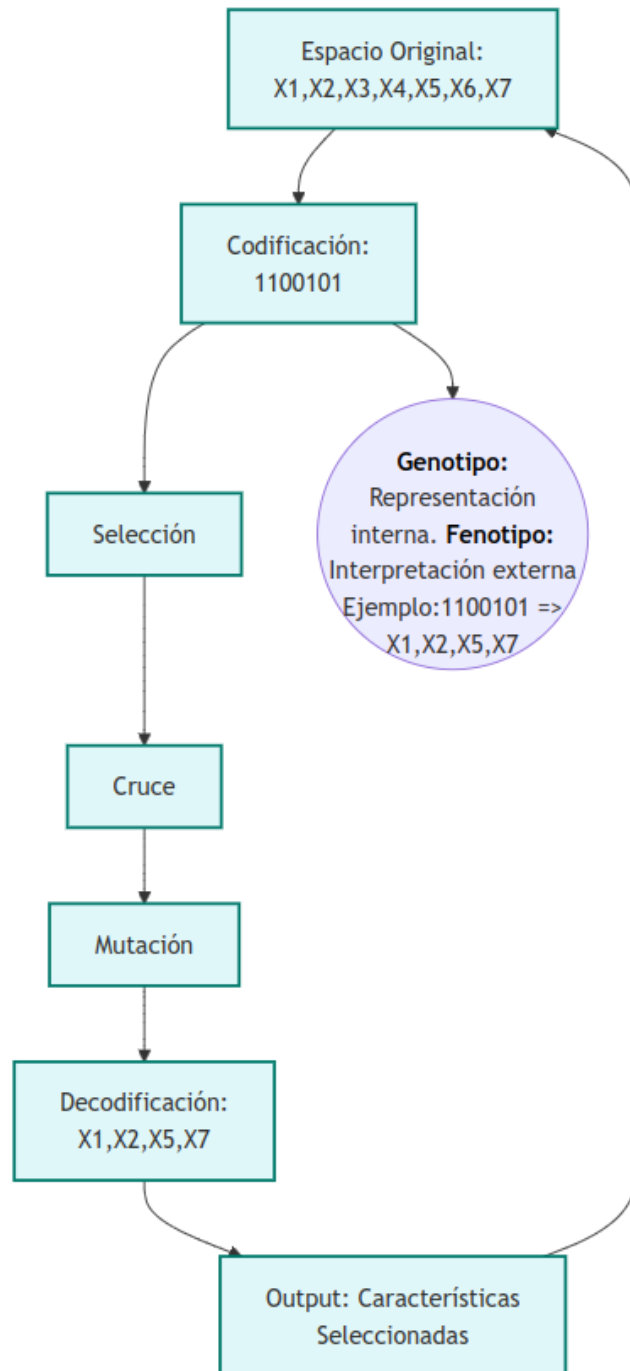 Espacio Original:
X1,X2,X3,X4,X5,X6,X7
Codificación:
1100101
Genotipo:
Representación
interna. Fenotipo:
Interpretación externa
Ejemplo:1100101 =>
X1,X2,X5,X7
Selección
Cruce
Mutación
Decodificación:
X1,X2,X5,X7
Output: Características
Seleccionadas